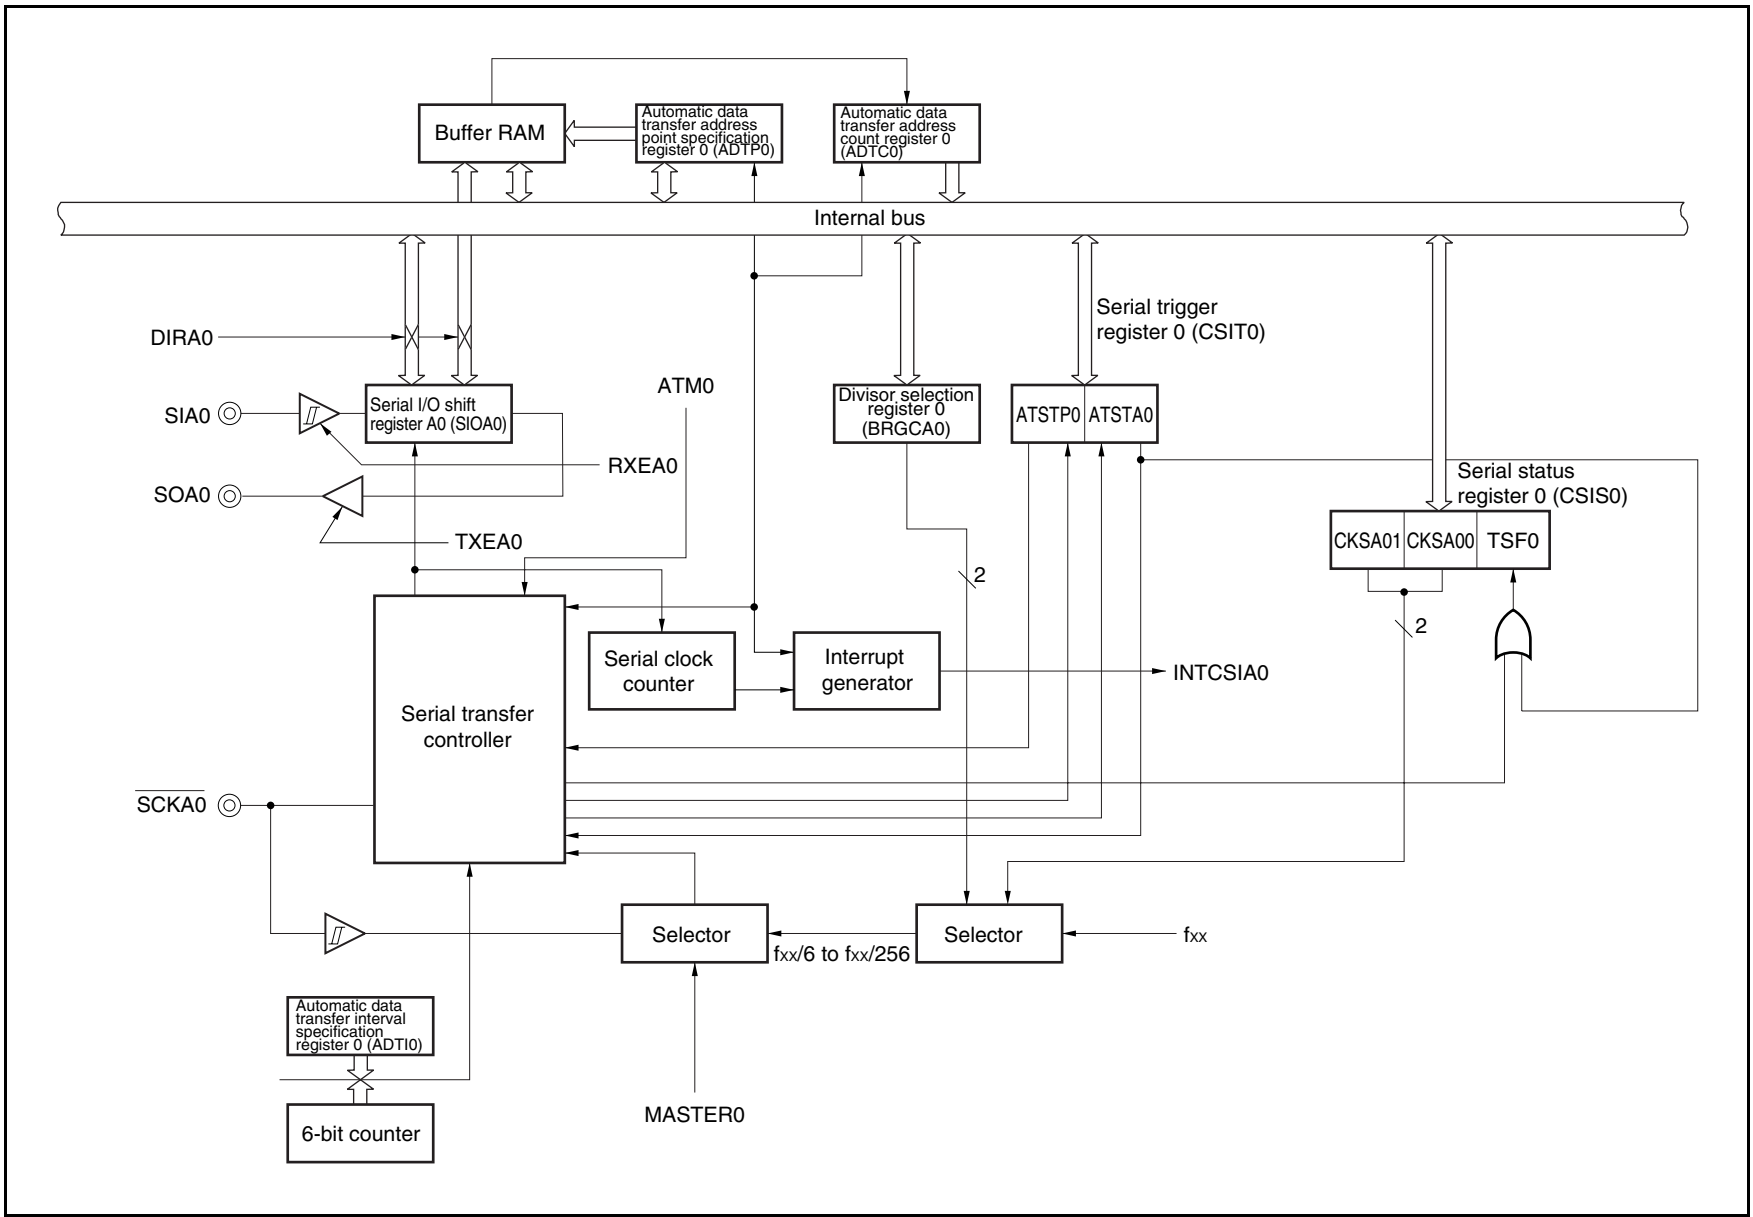 Buffer RAM
Automatic data
transfer address
point specification
register 0 (ADTP0)
Automatic data
transfer address
count register 0
(ADTC0)
Internal bus
DIRA0
SIA0
Serial I/O shift
register A0 (SIOA0)
RXEA0
SOA0
TXEA0
ATM0
Divisor selection
register 0
(BRGCA0)
Serial trigger
register 0 (CSIT0)
ATSTP0
ATSTA0
Serial status
register 0 (CSIS0)
CKSA01
CKSA00
TSF0
2
2
Serial clock
counter
Interrupt
generator
INTCSIA0
Serial transfer
controller
SCKA0
Selector
fxx/6 to fxx/256
Selector
fxx
Automatic data
transfer interval
specification
register 0 (ADTI0)
6-bit counter
MASTER0